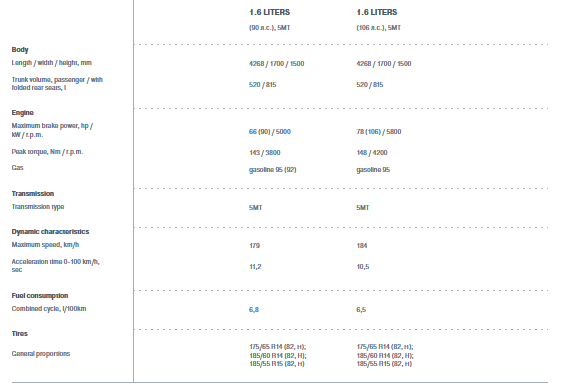 1.6 LITERS 1.6 LITERS
(90 л.с.), 5MT (106 л.с.), 5MT
Body
Length / width / height, mm 4268 / 1700 / 1500 4268 / 1700 / 1500
Trunk volume, passenger / with
folded rear seats, l 520 / 815 520 / 815
Engine
Maximum brake power, hp /
kW / r.p.m. 66 (90) / 5000 78 (106) / 5800
Peak torque, Nm / r.p.m. 143 / 3800 148 / 4200
Gas gasoline 95 (92) gasoline 95
Transmission
Transmission type 5MT 5MT
Dynamic characteristics
Maximum speed, km/h 179 184
Acceleration time 0-100 km/h,
sec 11,2 10,5
Fuel consumption
Combined cycle, l/100km 6,8 6,5
Tires
175/65 R14 (82, H); 175/65 R14 (82, H);
General proportions 185/60 R14 (82, H); 185/60 R14 (82, H);
185/55 R15 (82, H) 185/55 R15 (82, H)